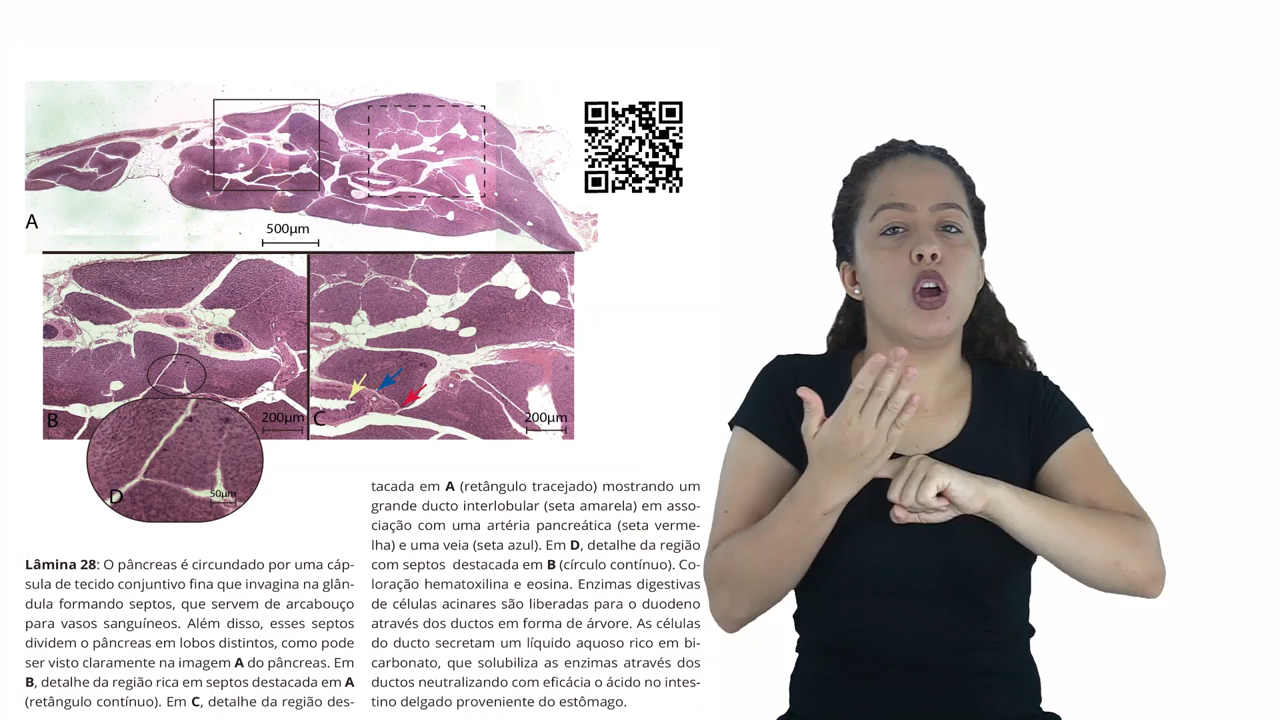 A
500µm
B
200µm
C
200µm
D
50µm
Lâmina 28: O pâncreas é circundado por uma cáp-
sula de tecido conjuntivo fina que invagina na glân-
dula formando septos, que servem de arcabouço
para vasos sanguíneos. Além disso, esses septos
dividem o pâncreas em lobos distintos, como pode
ser visto claramente na imagem A do pâncreas. Em
B, detalhe da região rica em septos destacada em A
(retângulo contínuo). Em C, detalhe da região des-
tacada em A (retângulo tracejado) mostrando um
grande ducto interlobular (seta amarela) em asso-
ciação com uma artéria pancreática (seta verme-
lha) e uma veia (seta azul). Em D, detalhe da região
com septos destacada em B (círculo contínuo). Co-
loração hematoxilina e eosina. Enzimas digestivas
de células acinares são liberadas para o duodeno
através dos ductos em forma de árvore. As células
do ducto secretam um líquido aquoso rico em bi-
carbonato, que solubiliza as enzimas através dos
ductos neutralizando com eficácia o ácido no intes-
tino delgado proveniente do estômago.